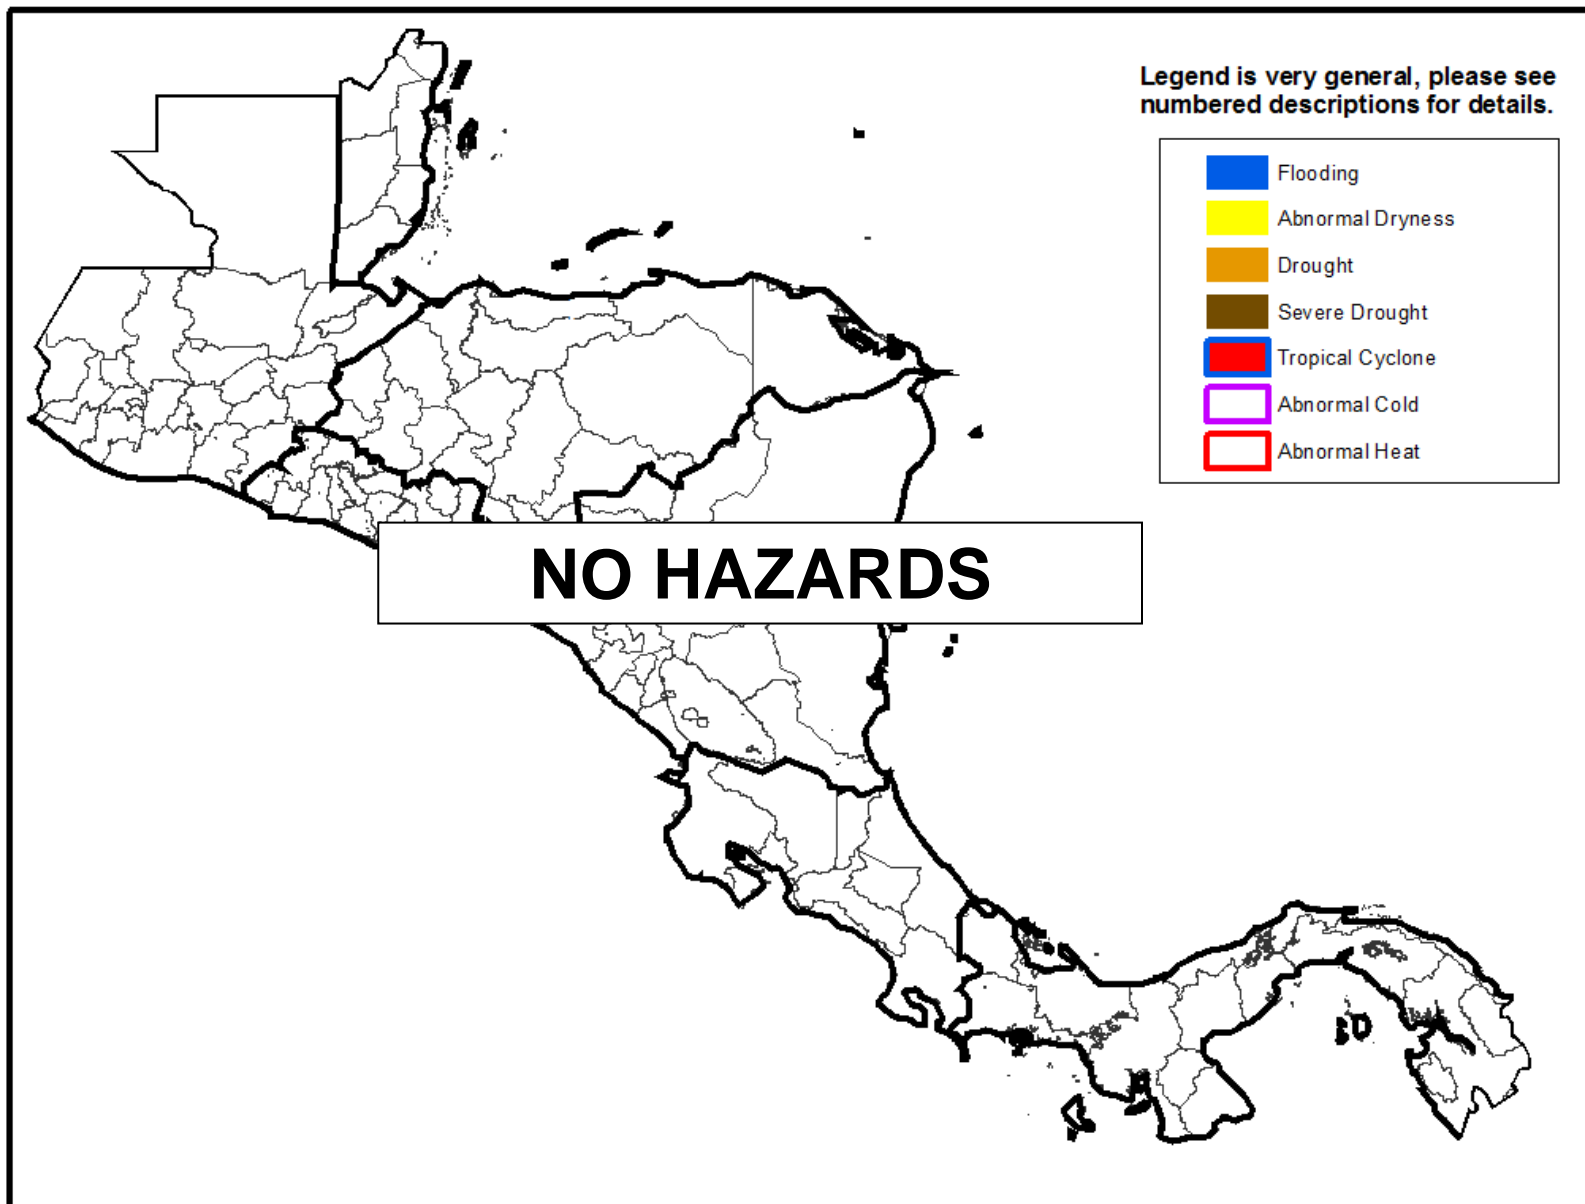 Legend is very general, please see
numbered descriptions for details.
Flooding
Abnormal Dryness
Drought
Severe Drought
Tropical Cyclone
Abnormal Cold
Abnormal Heat
NO HAZARDS